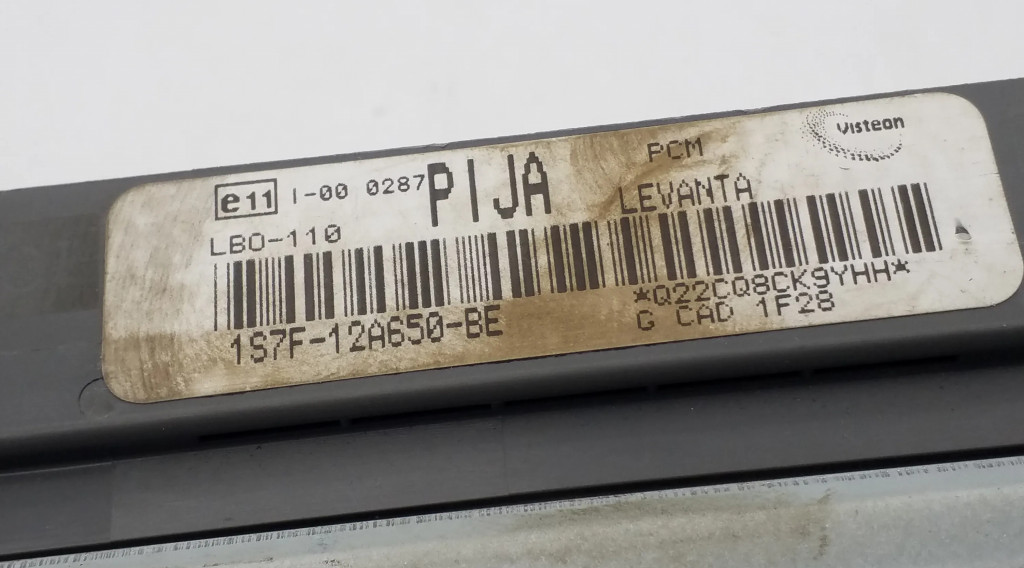 Visteon
PCM
e11 I-00 0287 PIJA
LEVANTA
LBO-110
*Q22CQ8CK9YHH*
1S7F-12A650-BE
G CAD 1F28